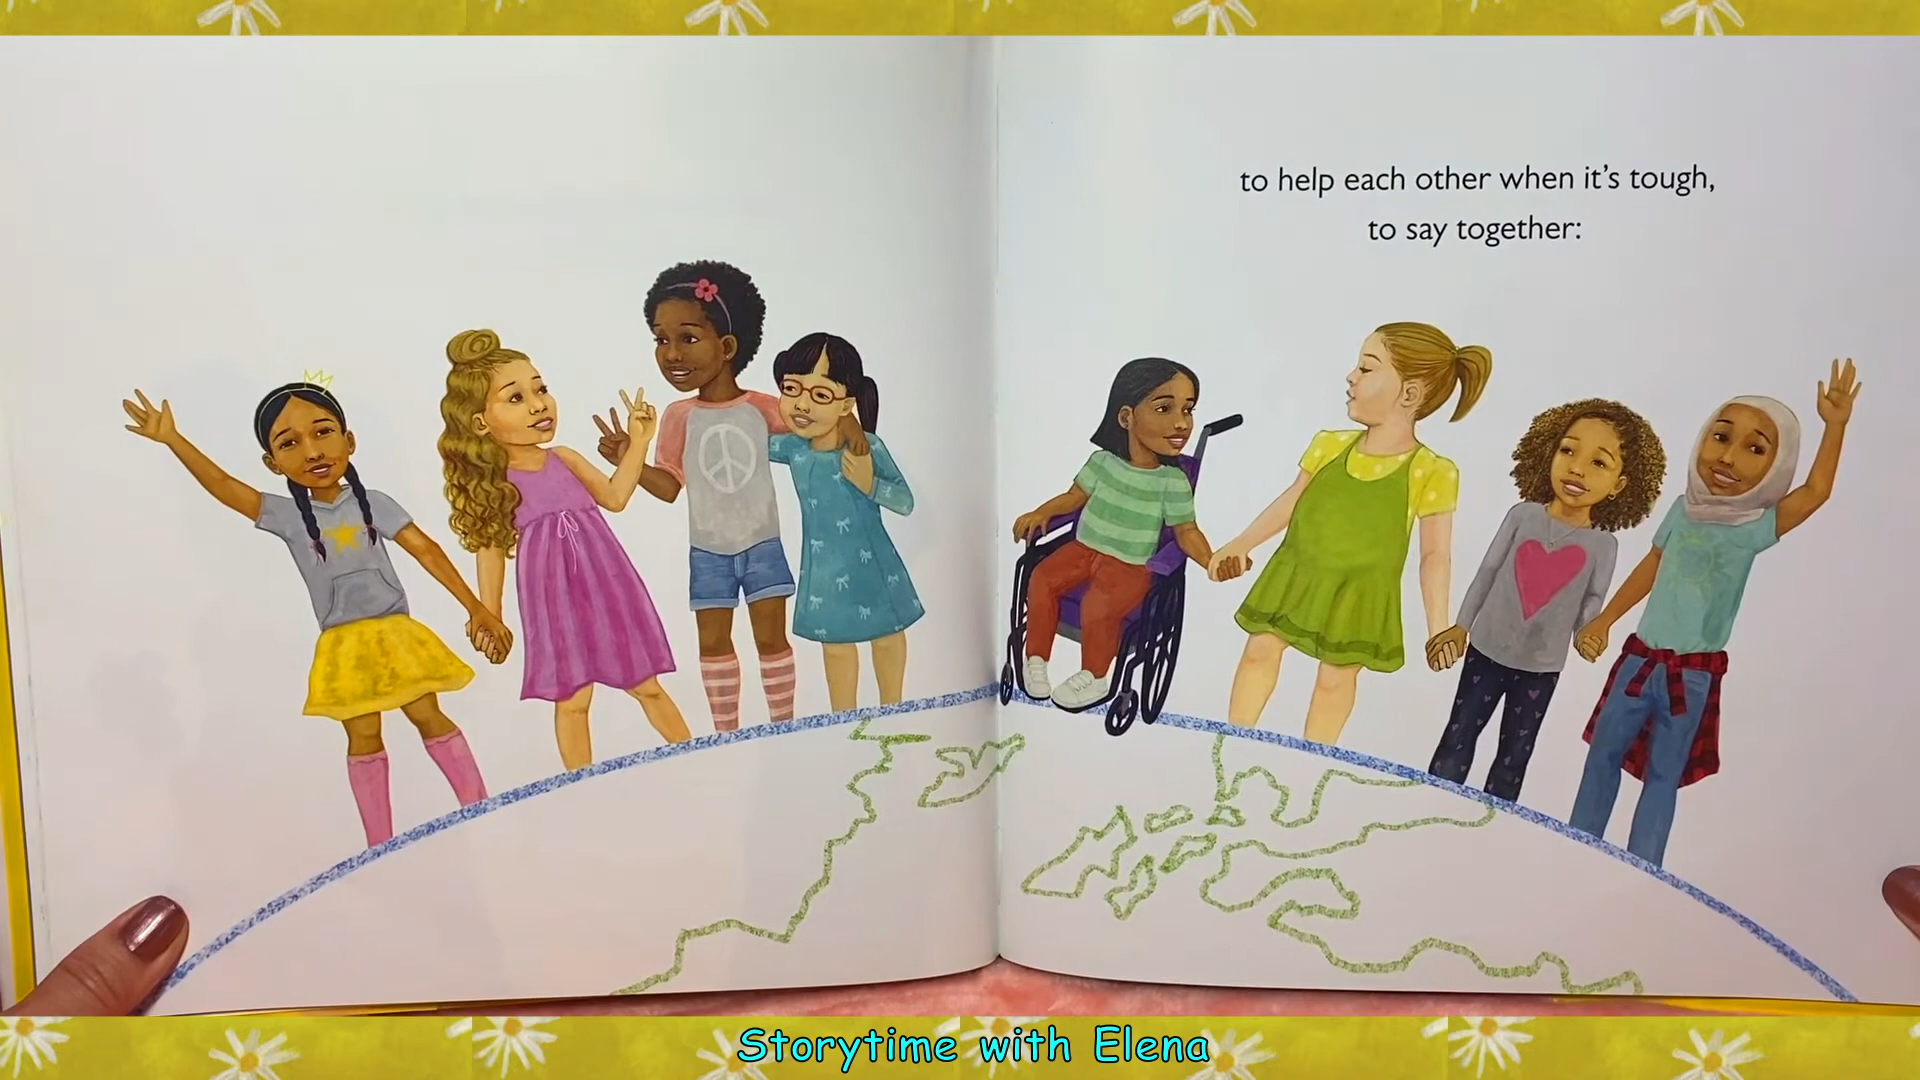 to help each other when it's tough,
to say together:
Storytime with Elena